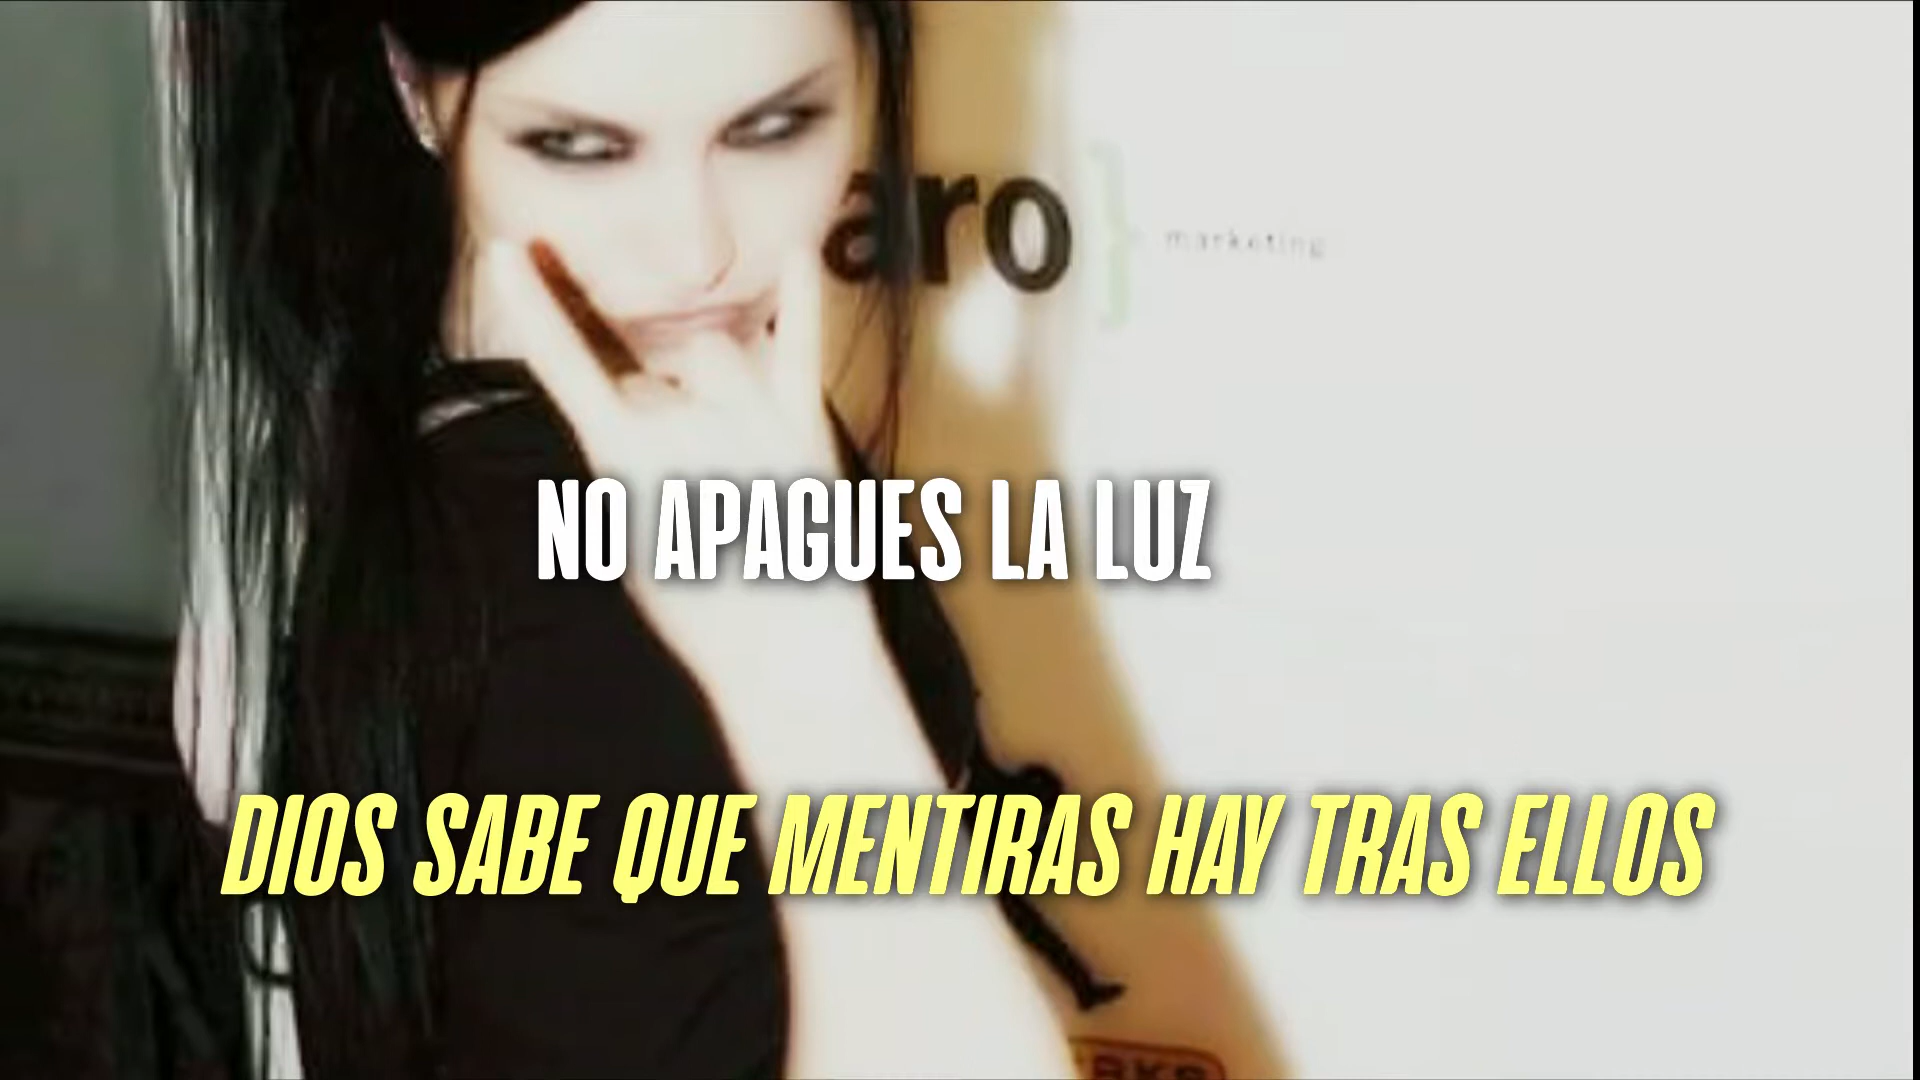 aro}
marketing
NO APAGUES LA LUZ
DIOS SABE QUE MENTIRAS HAY TRAS ELLOS